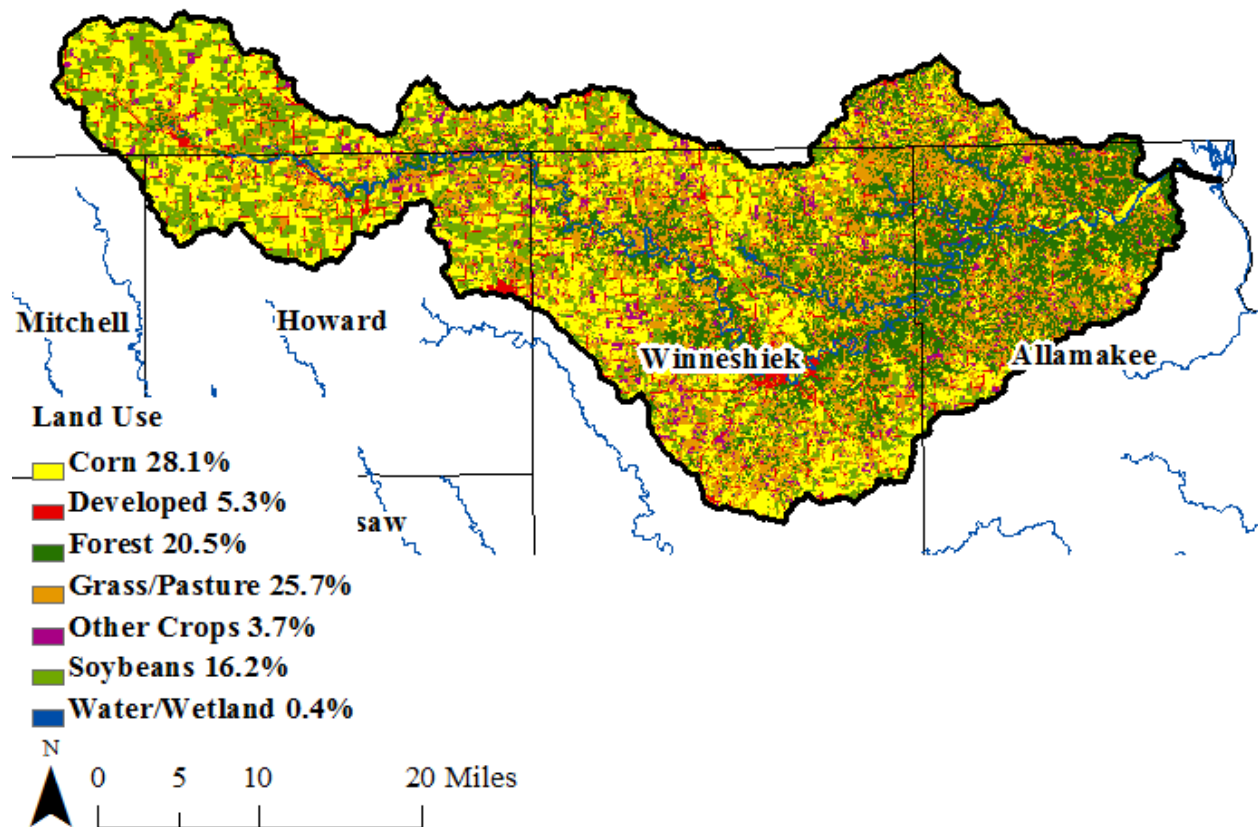 Mitchell
Howard
Winneshiek
Allamakee
Land Use
Corn 28.1%
Developed 5.3%
saw
Forest 20.5%
Grass/Pasture 25.7%
Other Crops 3.7%
Soybeans 16.2%
Water/Wetland 0.4%
N
0 5 10 20 Miles